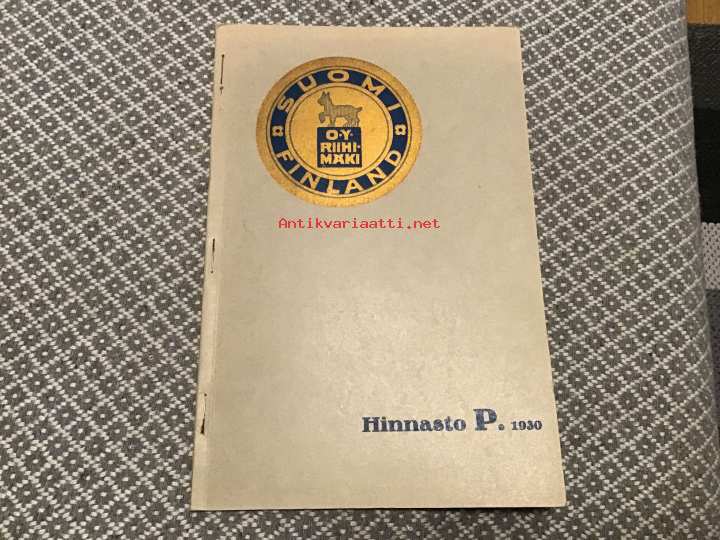 SUOMI
O-Y-
RIIHI-
MÄKI
FINLAND
Antikvariaatti.net
Hinnasto P. 1930